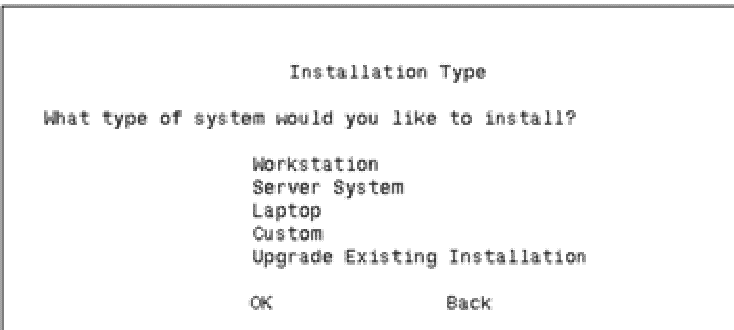 Installation Type
What type of system would you like to install?
Workstation
Server System
Laptop
Custom
Upgrade Existing Installation
OK Back